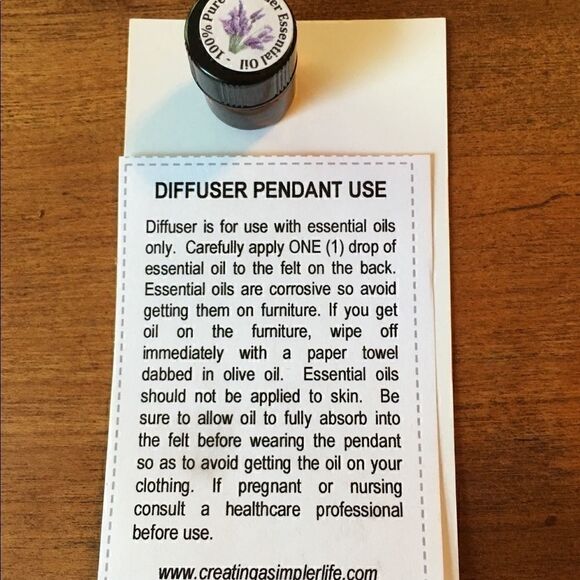 100% Pure
Essential Oil
DIFFUSER PENDANT USE
Diffuser is for use with essential oils
only. Carefully apply ONE (1) drop of
essential oil to the felt on the back.
Essential oils are corrosive so avoid
getting them on furniture. If you get
oil on the furniture, wipe off
immediately with a paper towel
dabbed in olive oil. Essential oils
should not be applied to skin. Be
sure to allow oil to fully absorb into
the felt before wearing the pendant
so as to avoid getting the oil on your
clothing. If pregnant or nursing
consult a healthcare professional
before use.
www.creatingasimplerlife.com